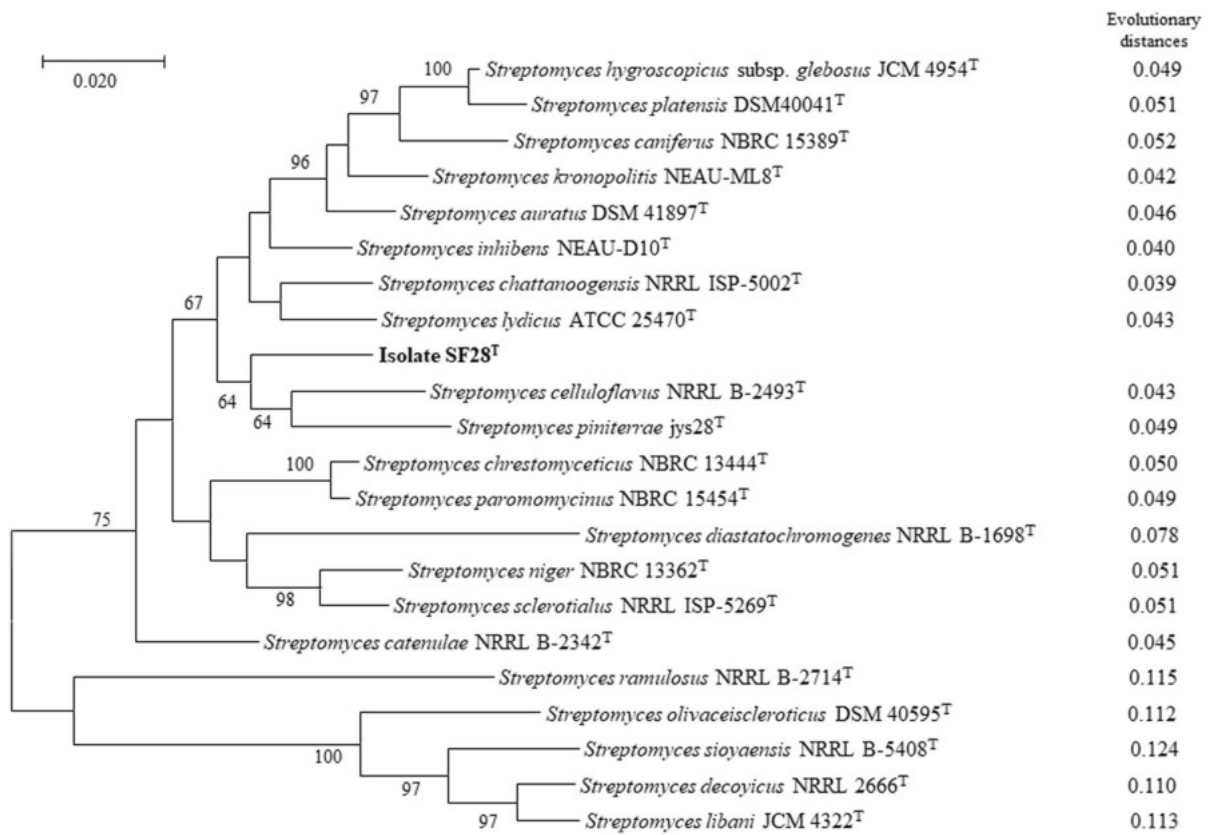 Evolutionary
distances
0.020
100
Streptomyces hygroscopicus subsp. glebosus JCM 4954T
0.049
97
Streptomyces platensis DSM40041T
0.051
Streptomyces caniferus NBRC 15389T
0.052
96
Streptomyces kronopolitis NEAU-ML8T
0.042
Streptomyces auratus DSM 41897T
0.046
Streptomyces inhibens NEAU-D10T
0.040
Streptomyces chattanoogensis NRRL ISP-5002T
0.039
67
Streptomyces lydicus ATCC 25470T
0.043
Isolate SF28T
64
Streptomyces celluloflavus NRRL B-2493T
0.043
64
Streptomyces piniterrae jys28T
0.049
100
Streptomyces chrestomyceticus NBRC 13444T
0.050
Streptomyces paromomycinus NBRC 15454T
0.049
75
Streptomyces diastatochromogenes NRRL B-1698T
0.078
Streptomyces niger NBRC 13362T
0.051
98
Streptomyces sclerotialus NRRL ISP-5269T
0.051
Streptomyces catenulae NRRL B-2342T
0.045
Streptomyces ramulosus NRRL B-2714T
0.115
Streptomyces olivaceiscleroticus DSM 40595T
0.112
100
Streptomyces sioyaensis NRRL B-5408T
0.124
97
Streptomyces decoyicus NRRL 2666T
0.110
97
Streptomyces libani JCM 4322T
0.113